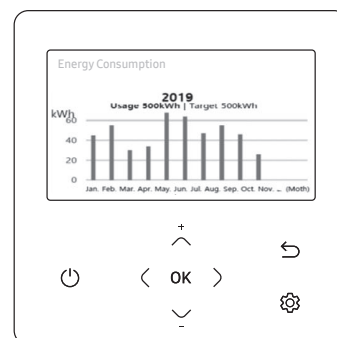 Energy Consumption
2019
Usage 500kWh | Target 500kWh
kWh
60
40
20
0
Jan. Feb. Mar. Apr. May. Jun. Jul. Aug. Sep. Oct. Nov. ... (Moth)
+
OK
−